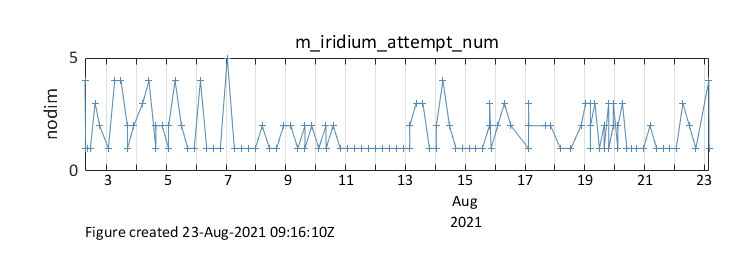 m_iridium_attempt_num
5
nodim
0
3 5 7 9 11 13 15 17 19 21 23
Aug
2021
Figure created 23-Aug-2021 09:16:10Z